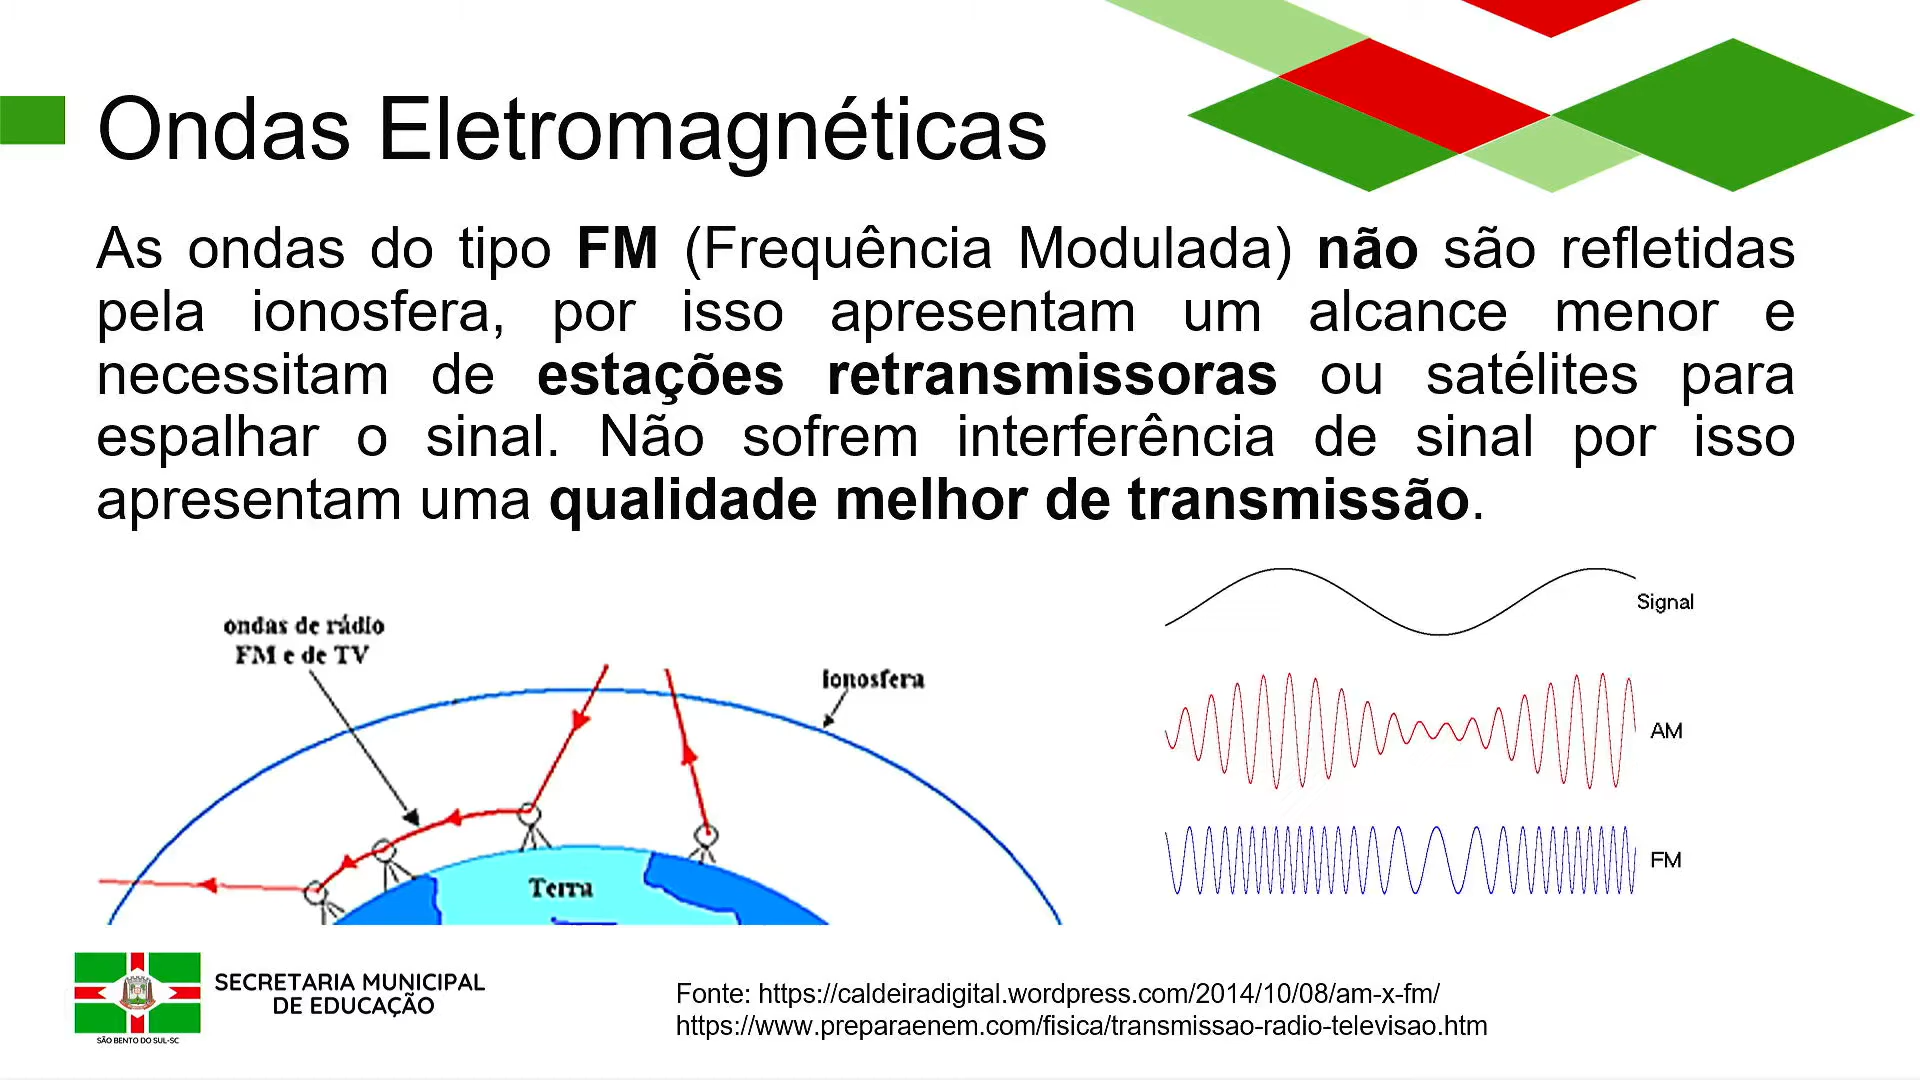 Ondas Eletromagnéticas
As ondas do tipo FM (Frequência Modulada) não são refletidas
pela ionosfera, por isso apresentam um alcance menor e
necessitam de estações retransmissoras ou satélites para
espalhar o sinal. Não sofrem interferência de sinal por isso
apresentam uma qualidade melhor de transmissão.
ondas de rádio
FM e de TV
Ionosfera
Terra
Signal
AM
FM
SECRETARIA MUNICIPAL
DE EDUCAÇÃO
SÃO BENTO DO SUL-SC
Fonte: https://caldeiradigital.wordpress.com/2014/10/08/am-x-fm/
https://www.preparaenem.com/fisica/transmissao-radio-televisao.htm